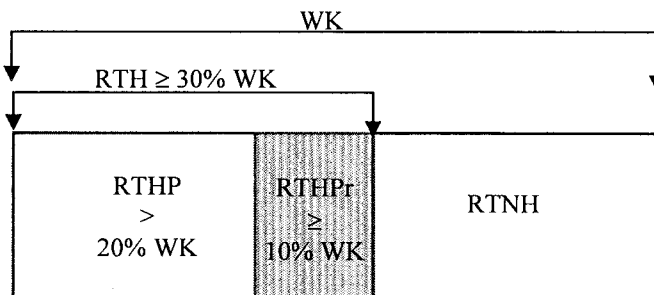 WK
RTH ≥ 30% WK
RTHP
>
20% WK
RTHPr
≥
10% WK
RTNH